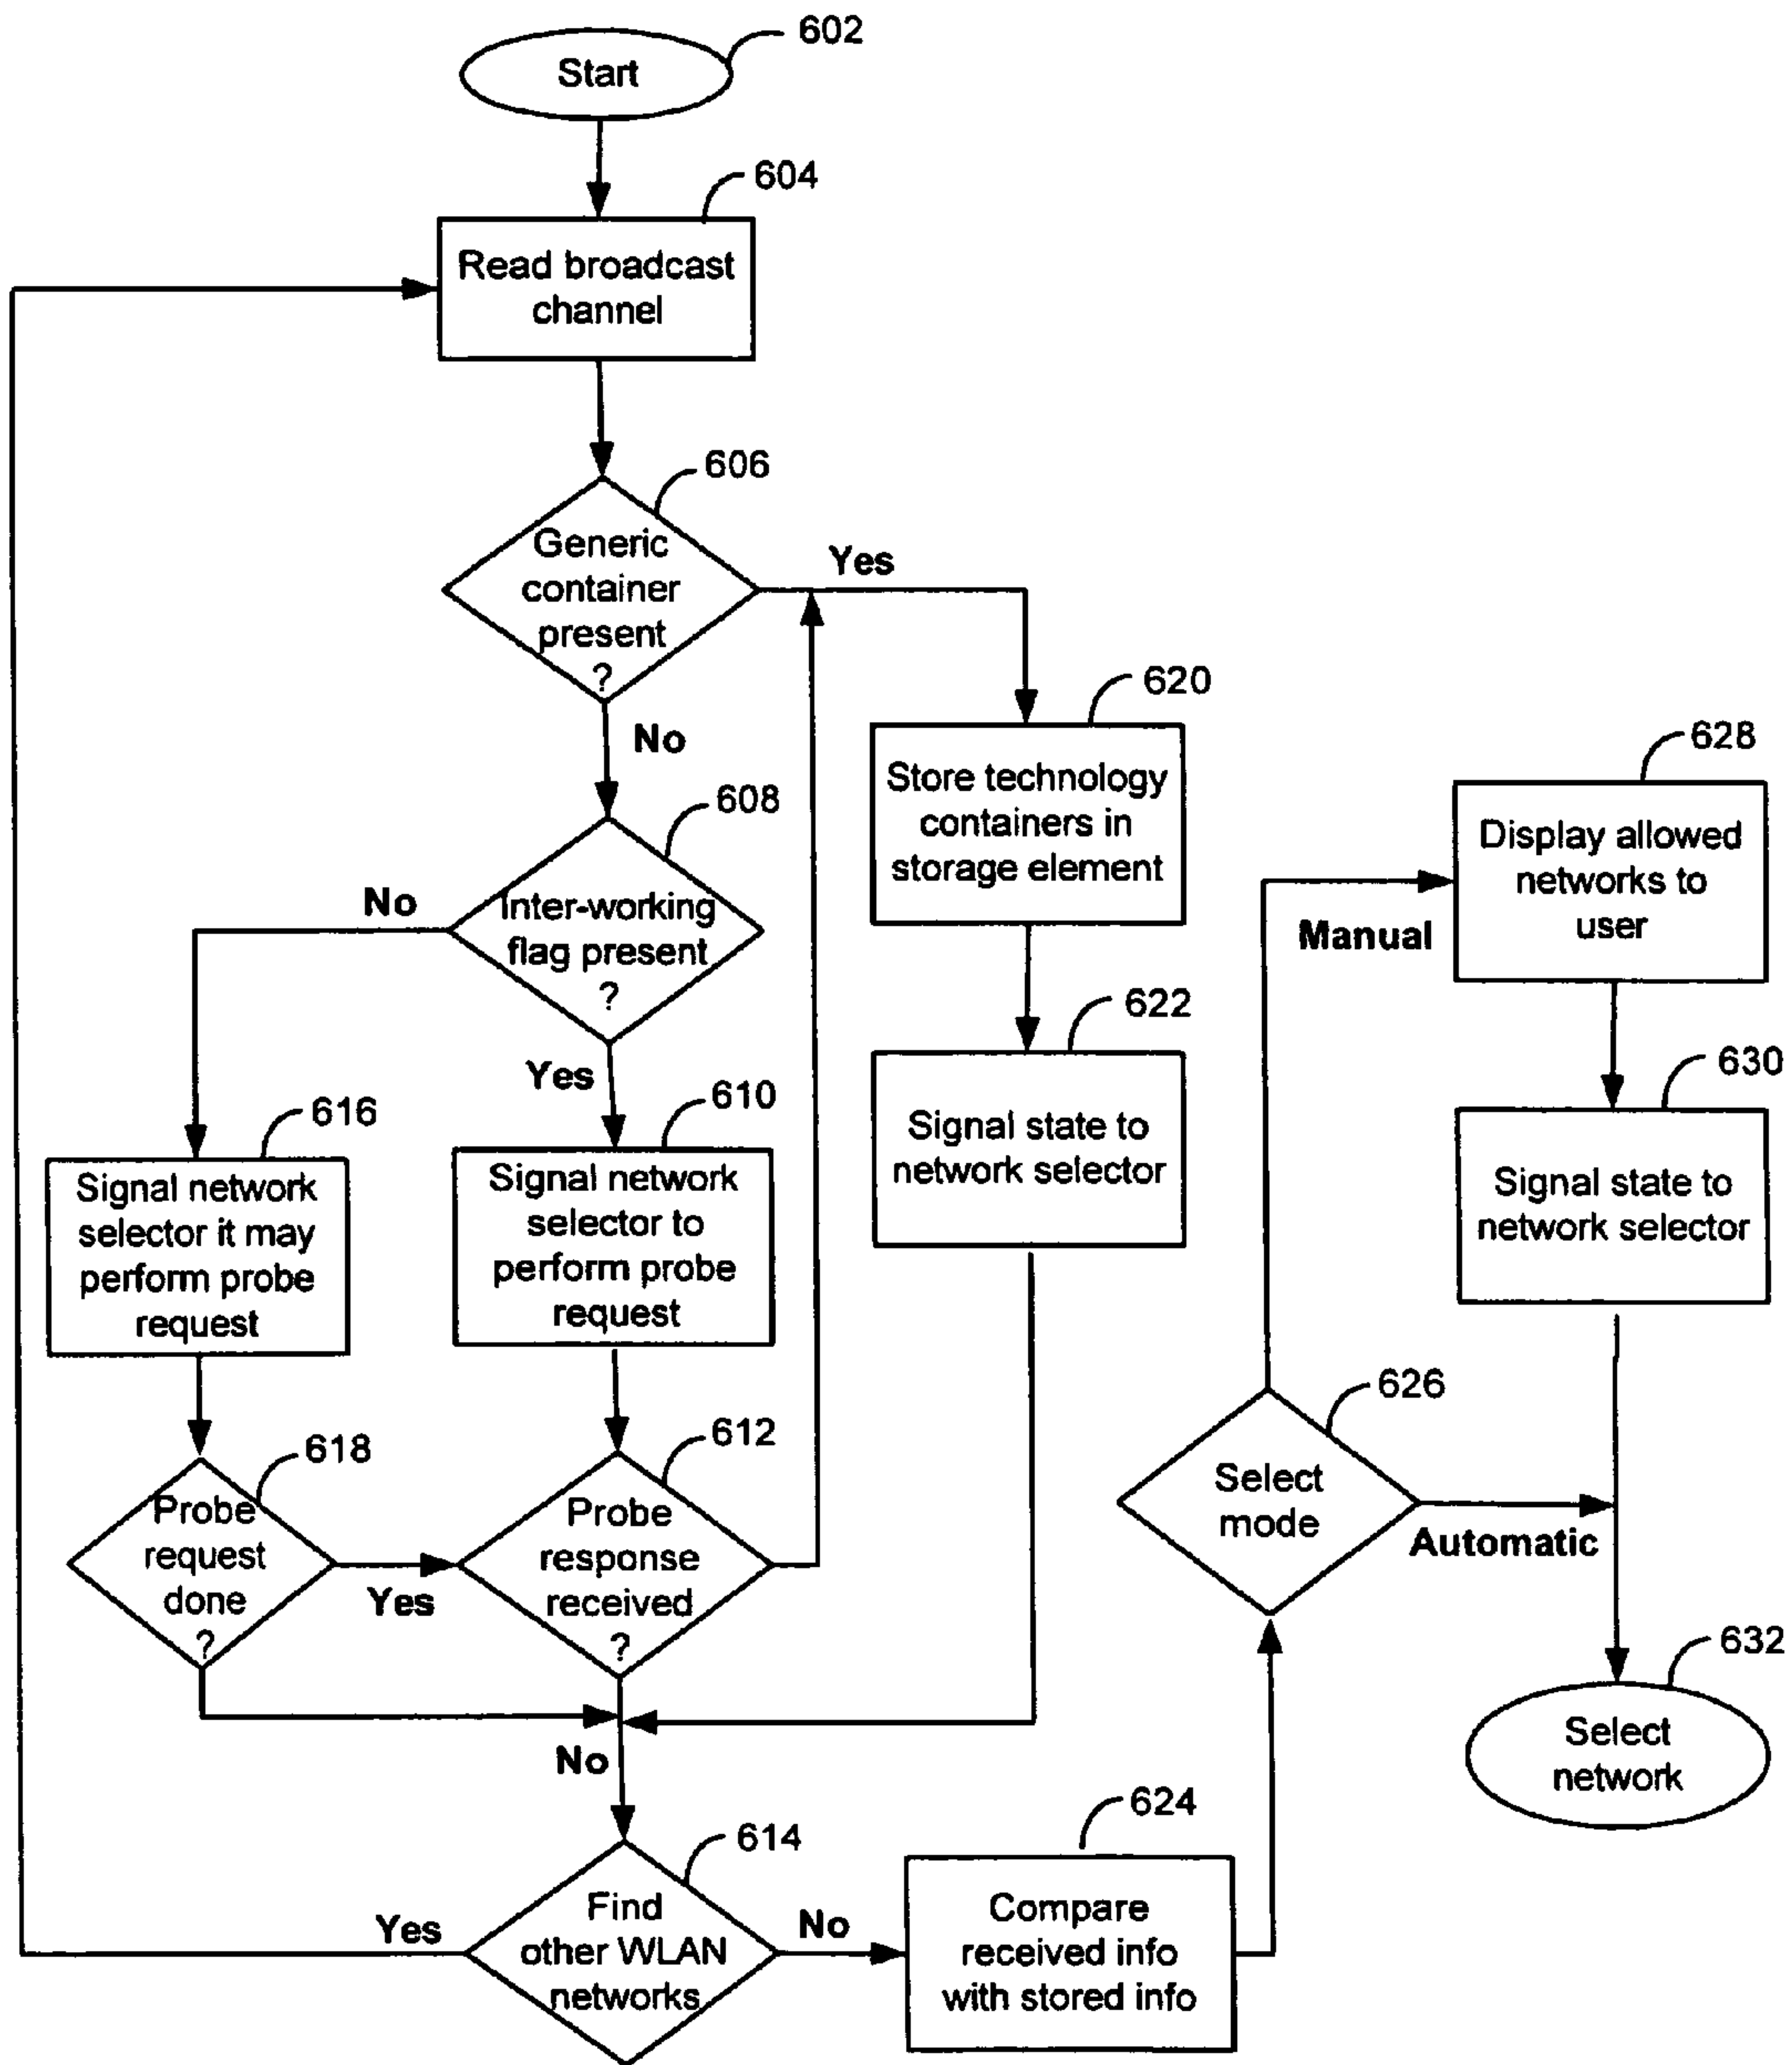 602
Start
604
Read broadcast
channel
606
Generic
container
present
?
Yes
No
608
Inter-working
flag present
?
No
Yes
616
Signal network
selector it may
perform probe
request
610
Signal network
selector to
perform probe
request
618
Probe
request
done
?
Yes
612
Probe
response
received
?
No
614
Find
other WLAN
networks
Yes
No
620
Store technology
containers in
storage element
622
Signal state to
network selector
624
Compare
received info
with stored info
626
Select
mode
Manual
Automatic
628
Display allowed
networks to
user
630
Signal state to
network selector
632
Select
network